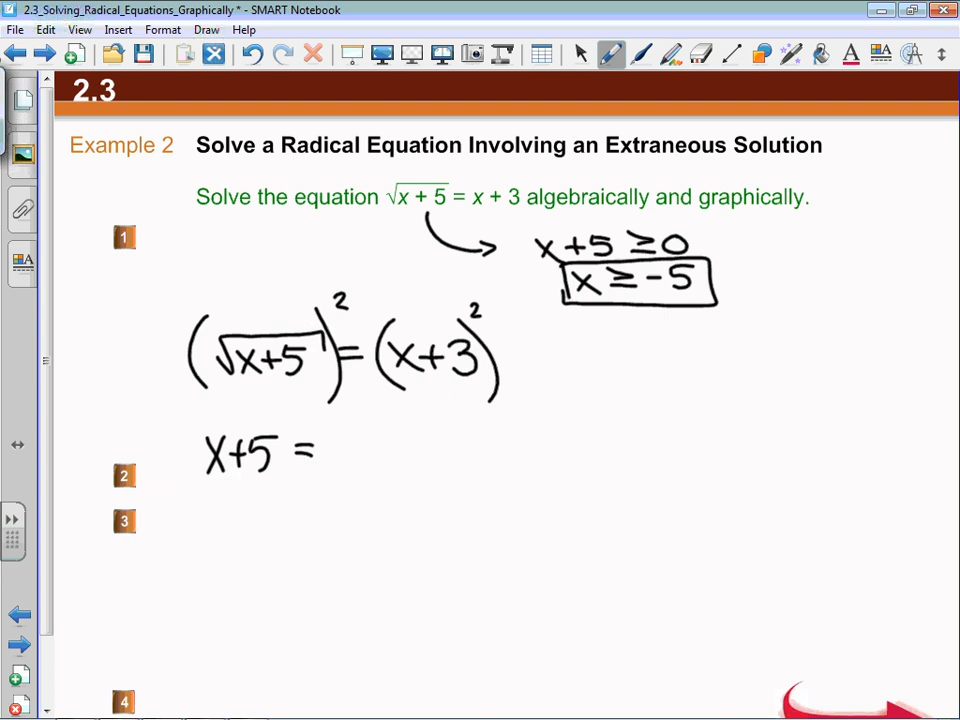 2.3_Solving_Radical_Equations_Graphically * - SMART Notebook
File Edit View Insert Format Draw Help
2.3
Example 2 Solve a Radical Equation Involving an Extraneous Solution
Solve the equation √x + 5 = x + 3 algebraically and graphically.
1
x+5 ≥0
x ≥ -5
(√x+5)² = (x+3)²
x+5 =
2
3
4